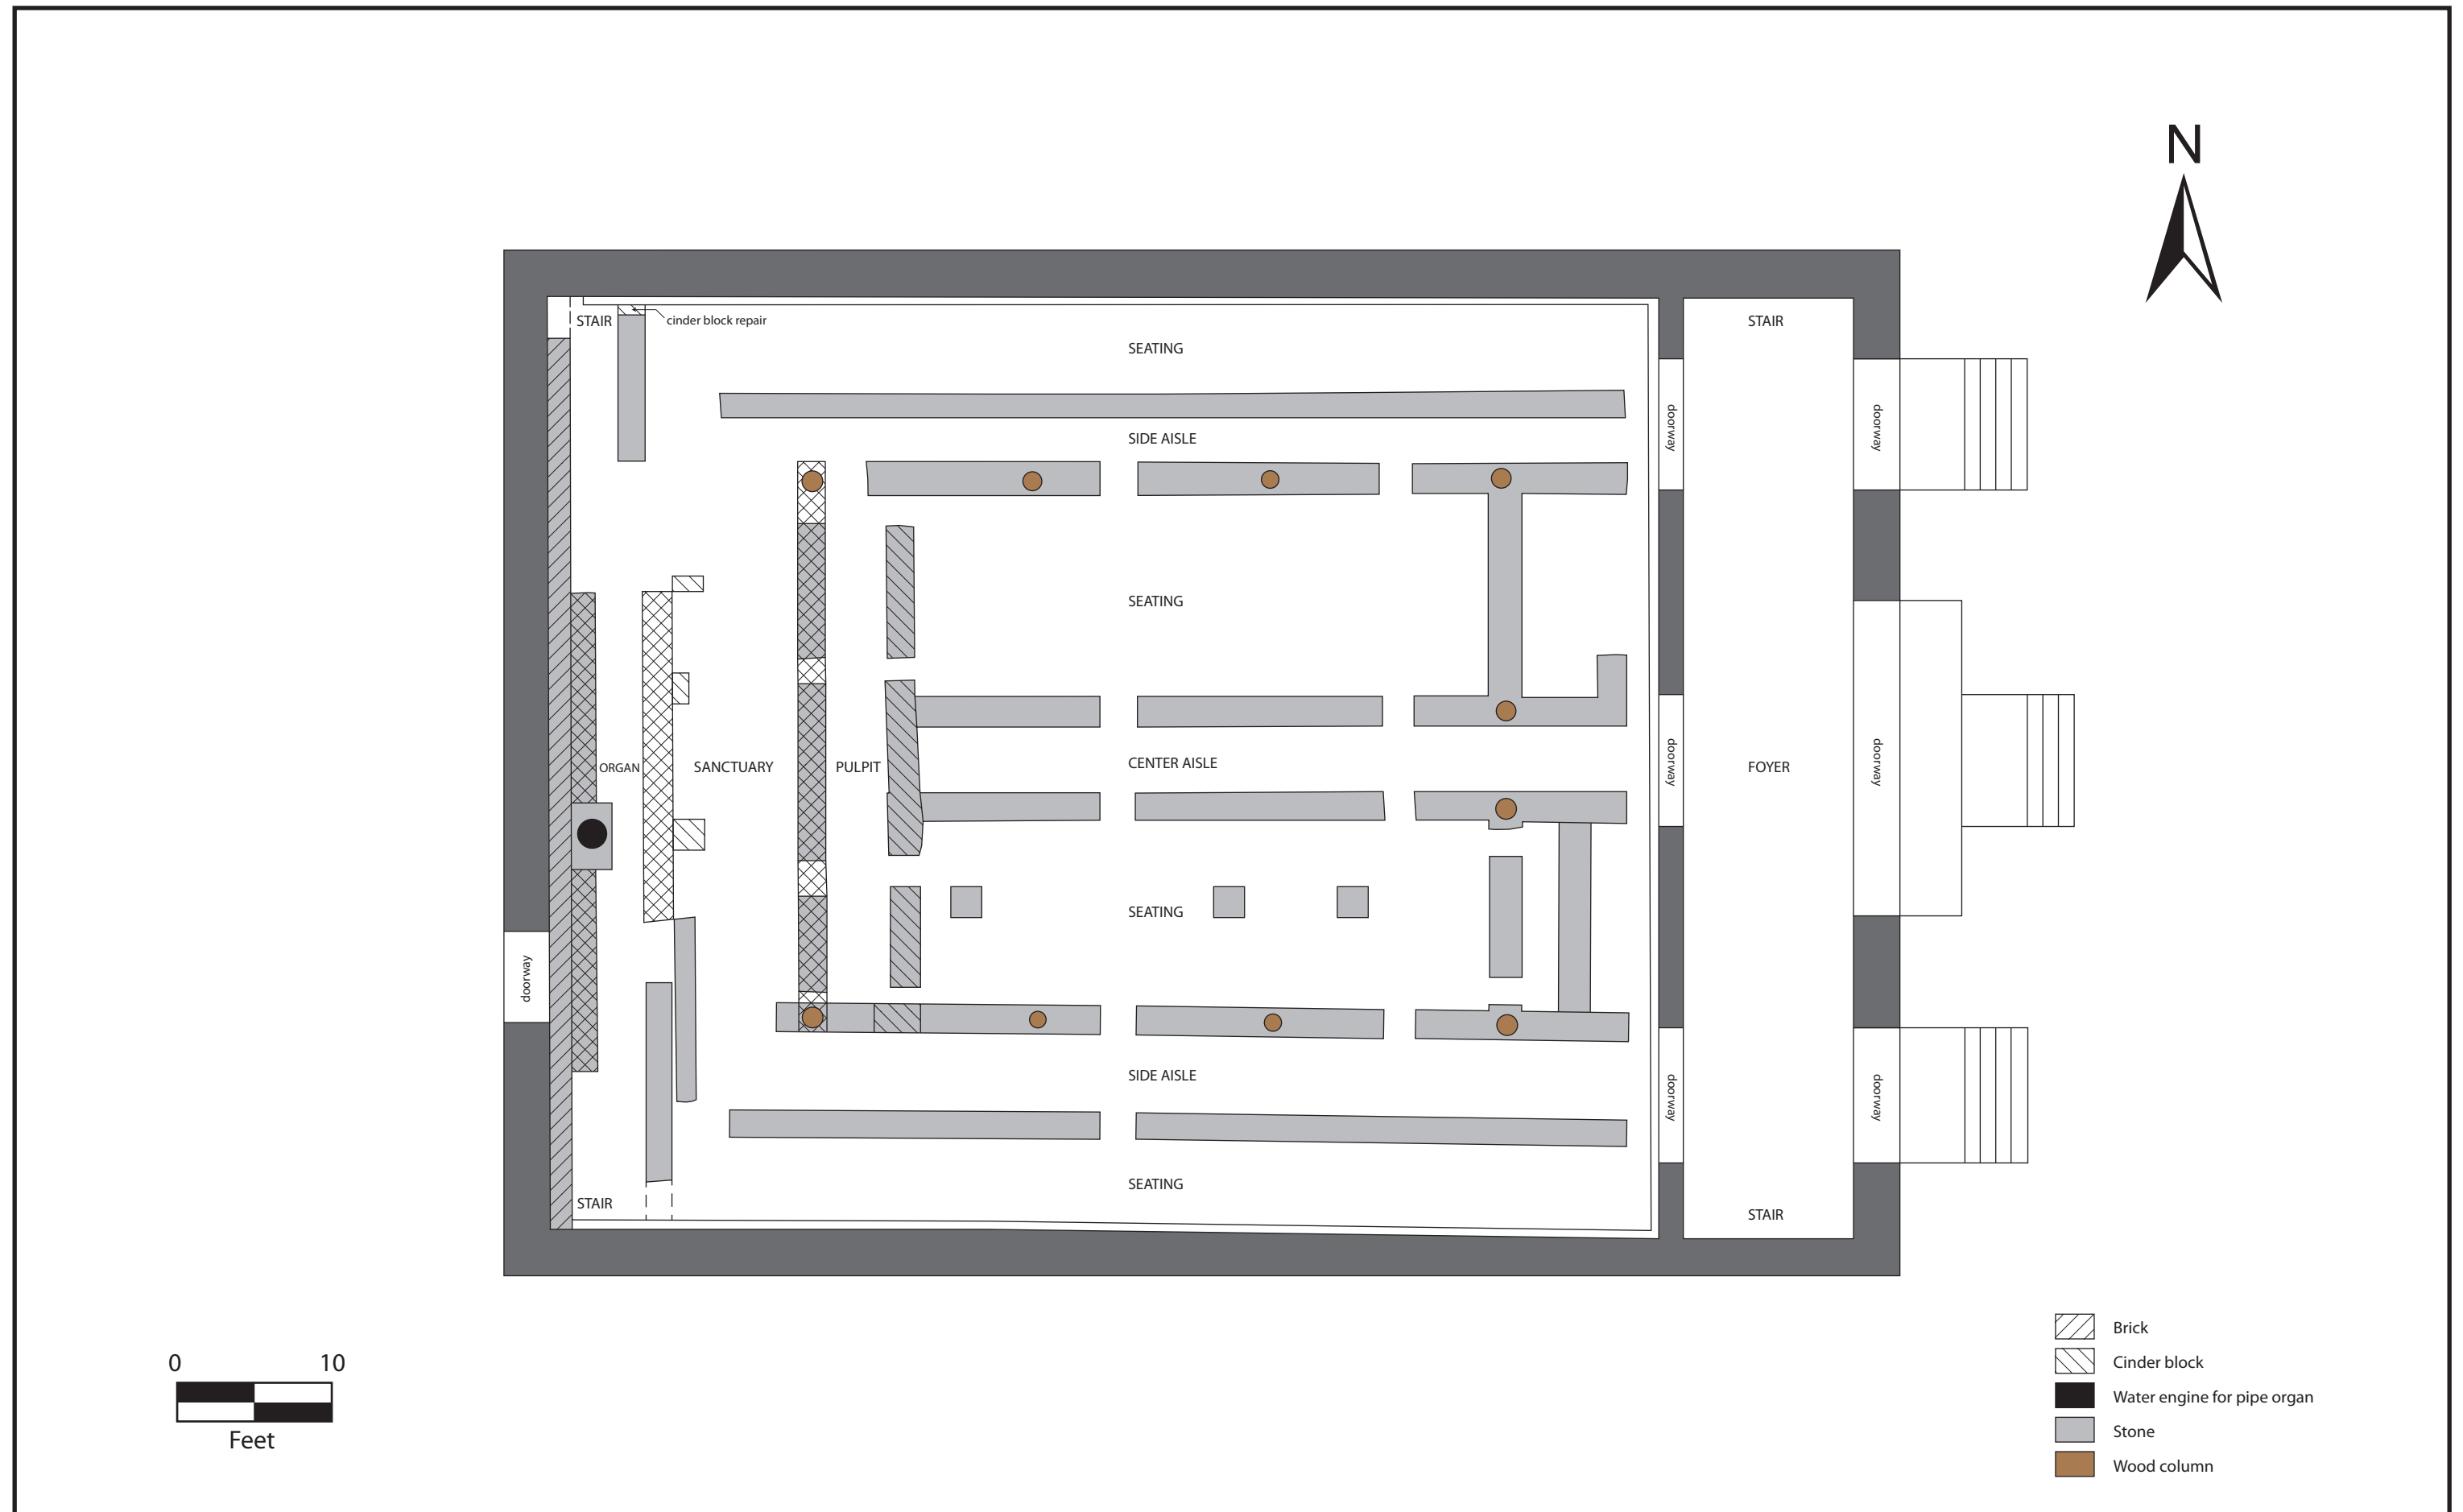 N
STAIR
cinder block repair
STAIR
SEATING
doorway
doorway
SIDE AISLE
SEATING
ORGAN
SANCTUARY
PULPIT
CENTER AISLE
doorway
FOYER
doorway
SEATING
doorway
SIDE AISLE
doorway
doorway
SEATING
STAIR
STAIR
Brick
Cinder block
Water engine for pipe organ
Stone
Wood column
0 10
Feet